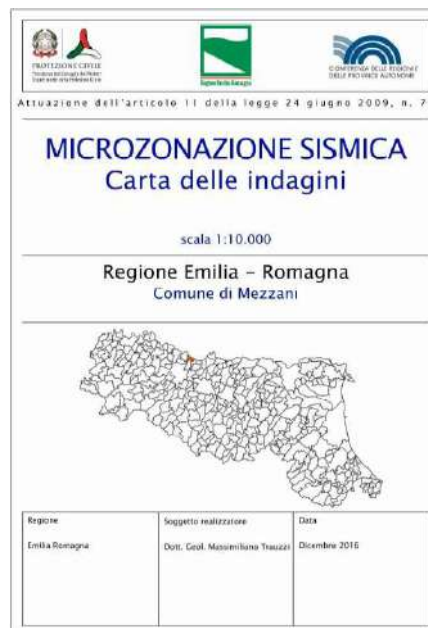 PROTEZIONE CIVILE
Regione Emilia-Romagna
CONFERENZA DELLE REGIONI E
DELLE PROVINCE AUTONOME
Attuazione dell'articolo 11 della legge 24 giugno 2009, n. 7
MICROZONAZIONE SISMICA
Carta delle indagini
scala 1:10.000
Regione Emilia - Romagna
Comune di Mezzani
Regione
Soggetto realizzatore
Data
Emilia Romagna
Dott. Geol. Massimiliano Trauzzi
Dicembre 2016